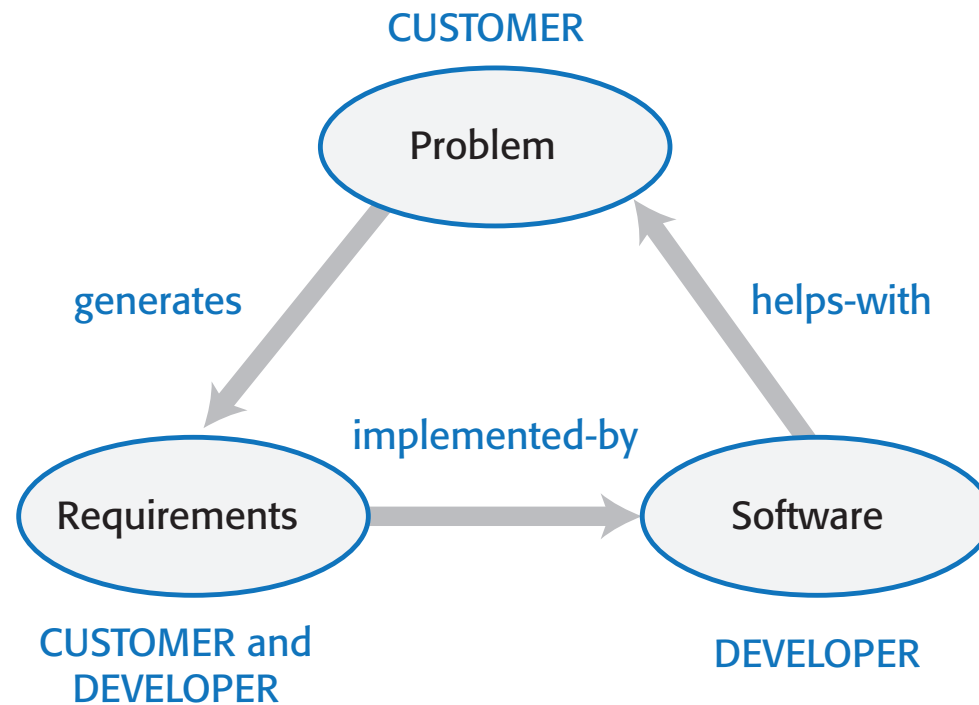 CUSTOMER
Problem
generates
helps-with
implemented-by
Requirements
Software
CUSTOMER and
DEVELOPER
DEVELOPER